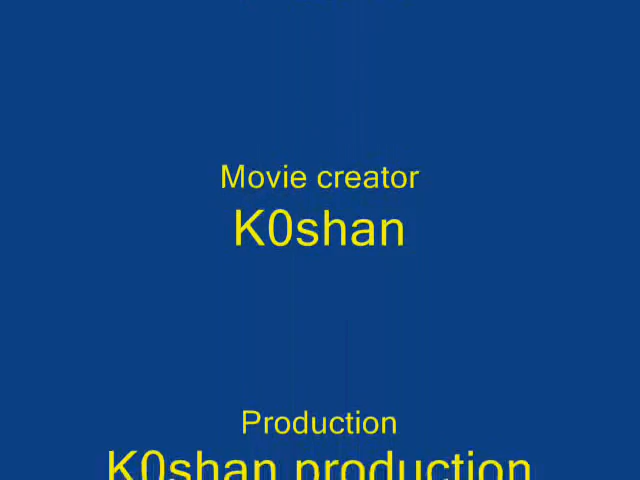 Movie creator
K0shan
Production
K0shan production